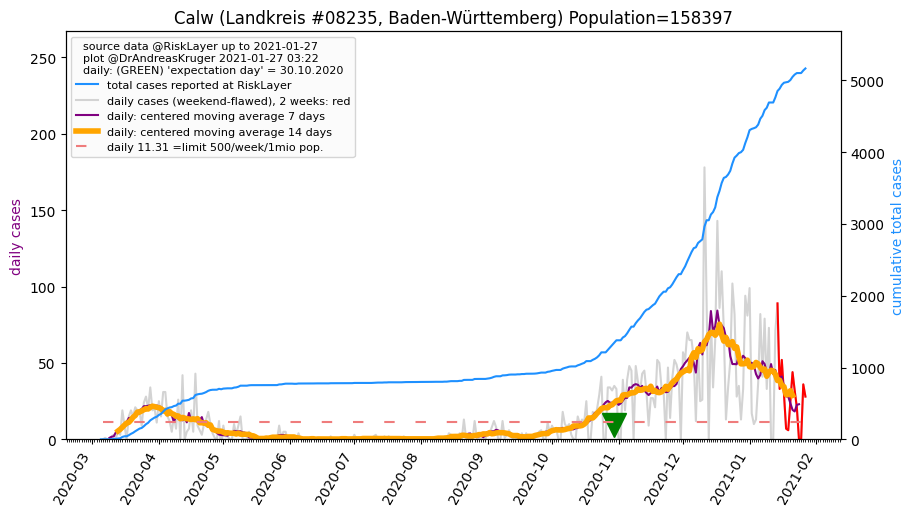 Calw (Landkreis #08235, Baden-Württemberg) Population=158397
source data @RiskLayer up to 2021-01-27
plot @DrAndreasKruger 2021-01-27 03:22
daily: (GREEN) 'expectation day' = 30.10.2020
total cases reported at RiskLayer
daily cases (weekend-flawed), 2 weeks: red
daily: centered moving average 7 days
daily: centered moving average 14 days
daily 11.31 =limit 500/week/1mio pop.
daily cases
250
200
150
100
50
0
cumulative total cases
5000
4000
3000
2000
1000
0
2020-03
2020-04
2020-05
2020-06
2020-07
2020-08
2020-09
2020-10
2020-11
2020-12
2021-01
2021-02